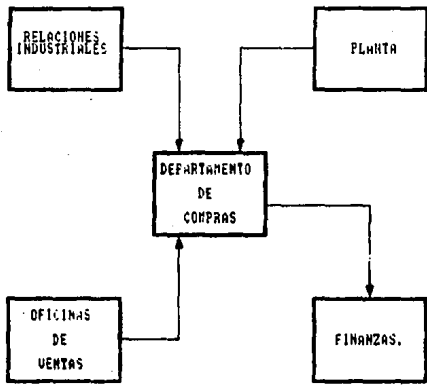 RELACIONES
INDUSTRIALES
PLANTA
DEPARTAMENTO
DE
COMPRAS
OFICINAS
DE
VENTAS
FINANZAS.